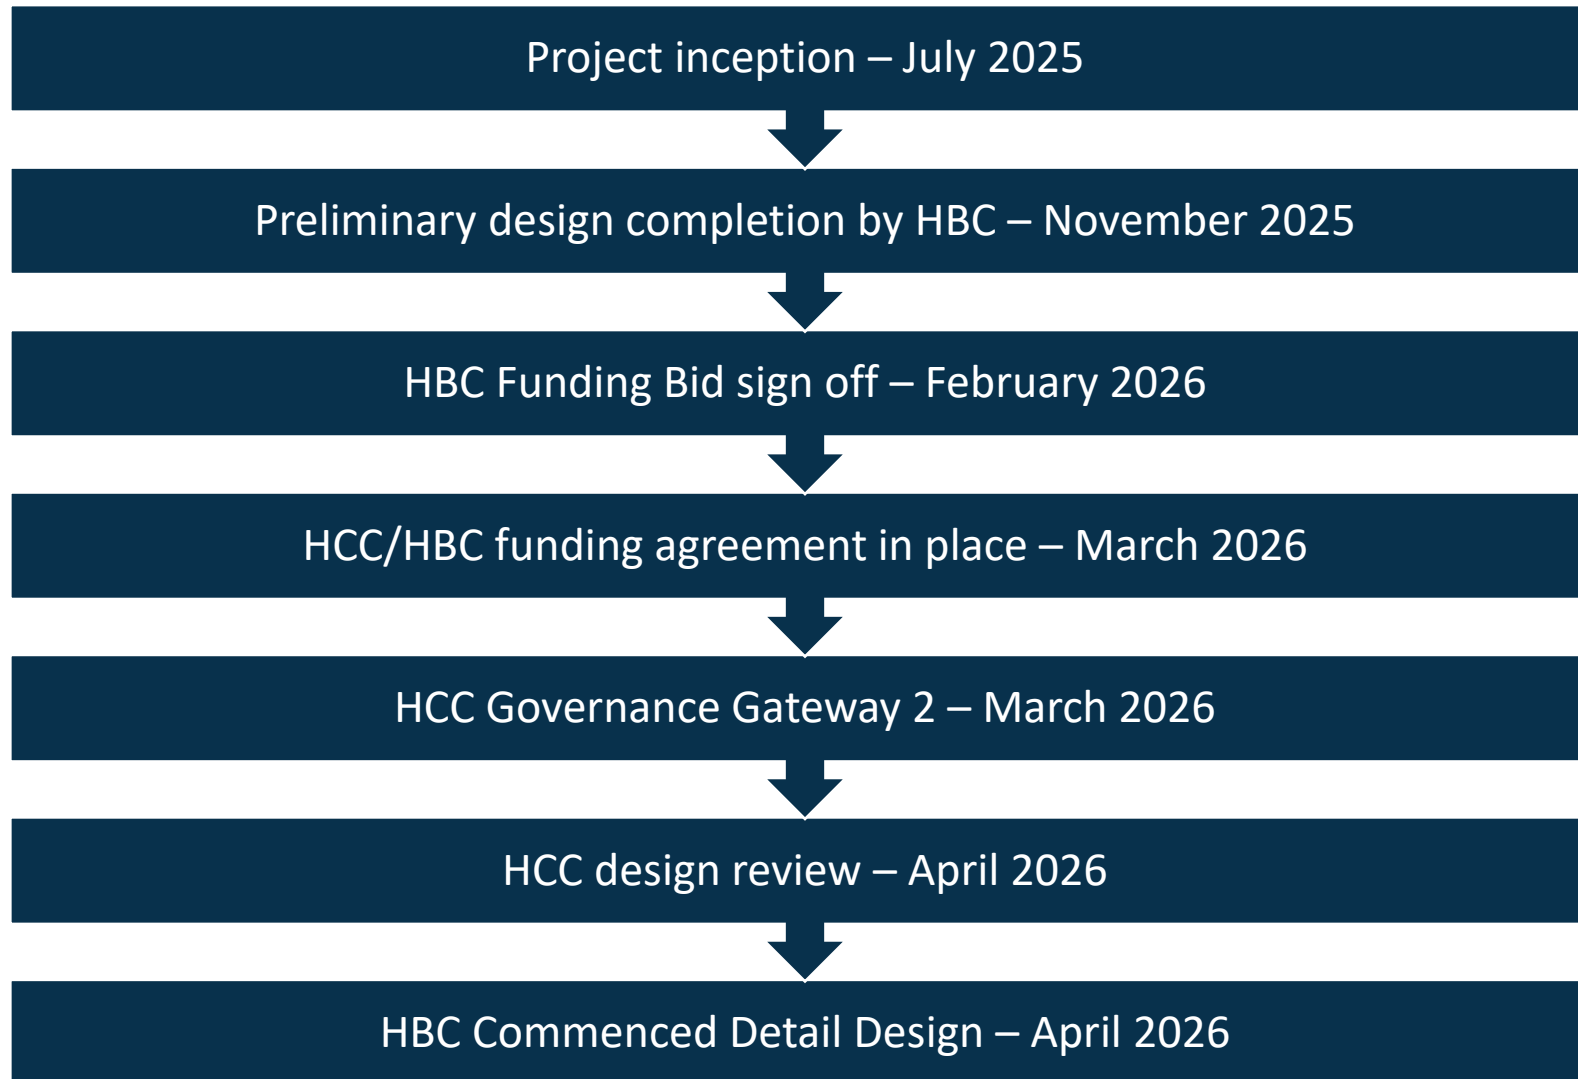 Project inception – July 2025
Preliminary design completion by HBC – November 2025
HBC Funding Bid sign off – February 2026
HCC/HBC funding agreement in place – March 2026
HCC Governance Gateway 2 – March 2026
HCC design review – April 2026
HBC Commenced Detail Design – April 2026